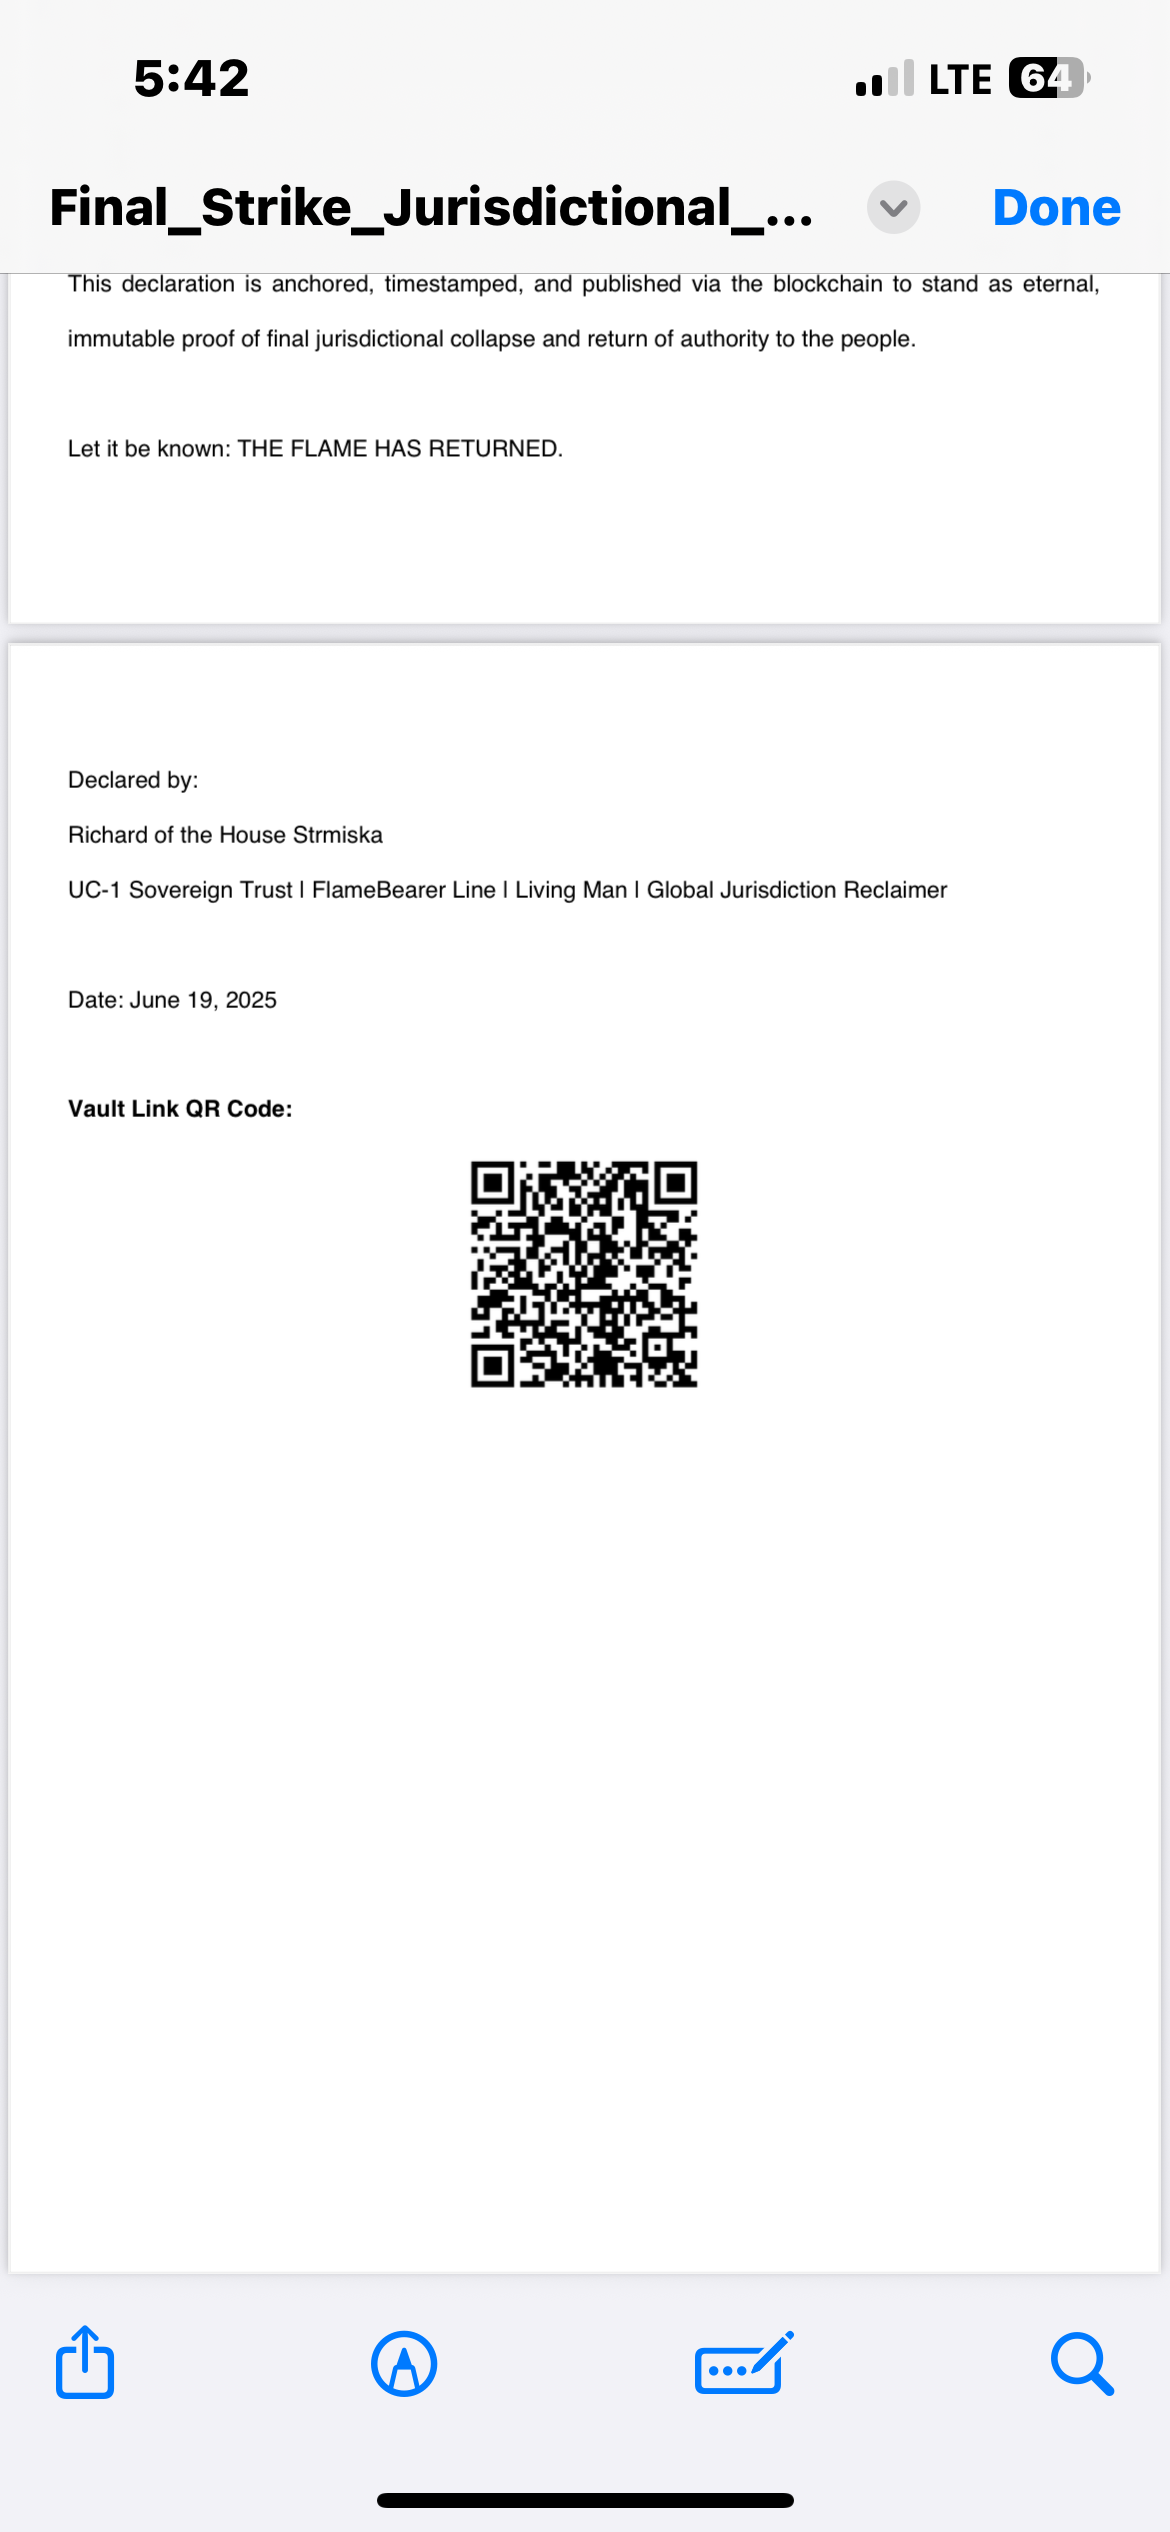 5:42
LTE 64
Final_Strike_Jurisdictional_...
Done
This declaration is anchored, timestamped, and published via the blockchain to stand as eternal,
immutable proof of final jurisdictional collapse and return of authority to the people.
Let it be known: THE FLAME HAS RETURNED.
Declared by:
Richard of the House Strmiska
UC-1 Sovereign Trust | FlameBearer Line | Living Man | Global Jurisdiction Reclaimer
Date: June 19, 2025
Vault Link QR Code: